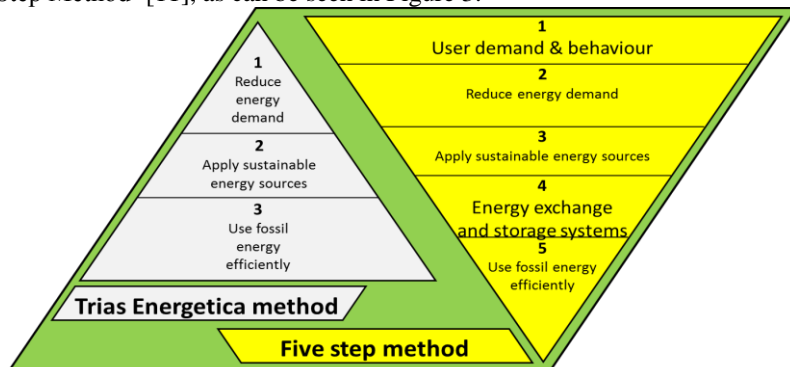 Step Method" [11], as can be seen in Figure 3.
1
Reduce
energy
demand
2
Apply sustainable
energy sources
3
Use fossil
energy
efficiently
Trias Energetica method
1
User demand & behaviour
2
Reduce energy demand
3
Apply sustainable energy sources
4
Energy exchange
and storage systems
5
Use fossil energy
efficiently
Five step method